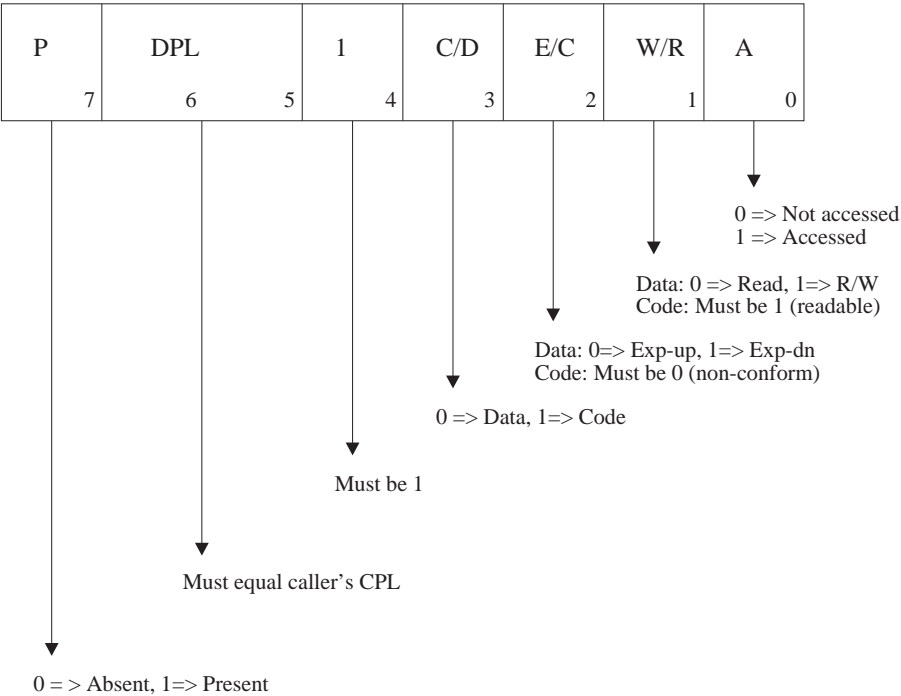 P DPL 1 C/D E/C W/R A
7 6 5 4 3 2 1 0
0 => Not accessed
1 => Accessed
Data: 0 => Read, 1=> R/W
Code: Must be 1 (readable)
Data: 0=> Exp-up, 1=> Exp-dn
Code: Must be 0 (non-conform)
0 => Data, 1=> Code
Must be 1
Must equal caller's CPL
0 = > Absent, 1=> Present